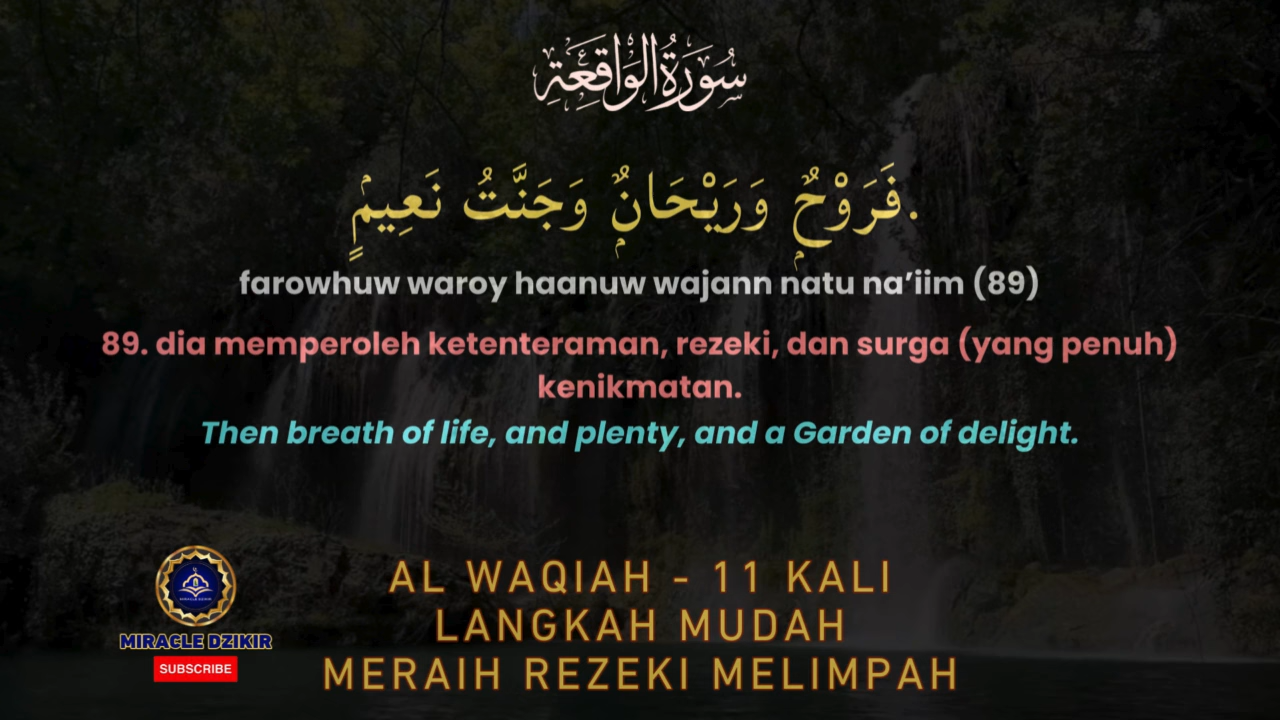 سُورَةُ الوَاقِعَةِ
فَرَوْحٌۭ وَرَيْحَانٌۭ وَجَنَّتُ نَعِيمٍۢ.
farowhuw waroy haanuw wajann natu na’iim (89)
89. dia memperoleh ketenteraman, rezeki, dan surga (yang penuh)
kenikmatan.
Then breath of life, and plenty, and a Garden of delight.
AL WAQIAH - 11 KALI
LANGKAH MUDAH
MERAIH REZEKI MELIMPAH
MIRACLE DZIKIR
MIRACLE DZIKIR
SUBSCRIBE